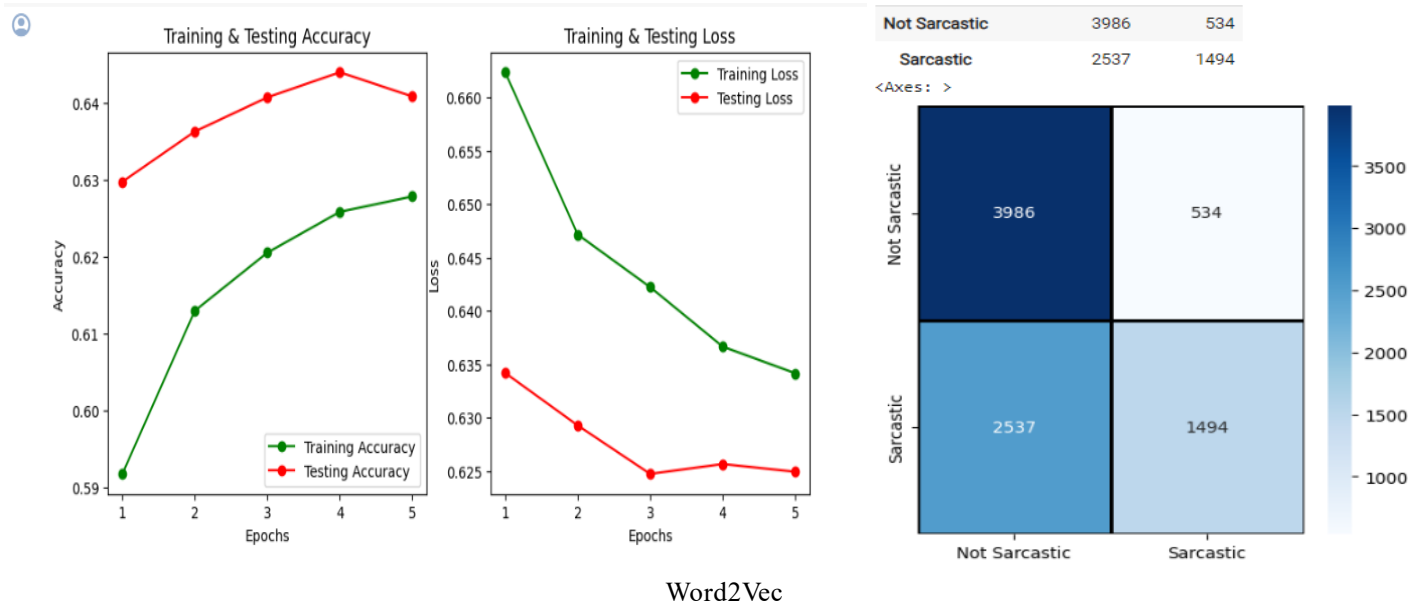 Training & Testing Accuracy
Accuracy
0.64
0.63
0.62
0.61
0.60
0.59
1 2 3 4 5
Epochs
Training Accuracy
Testing Accuracy
Training & Testing Loss
Loss
0.660
0.655
0.650
0.645
0.640
0.635
0.630
0.625
1 2 3 4 5
Epochs
Training Loss
Testing Loss
Not Sarcastic 3986 534
Sarcastic 2537 1494
<Axes: >
Not Sarcastic
Sarcastic
3986 534
2537 1494
Not Sarcastic Sarcastic
3500
3000
2500
2000
1500
1000
Word2Vec